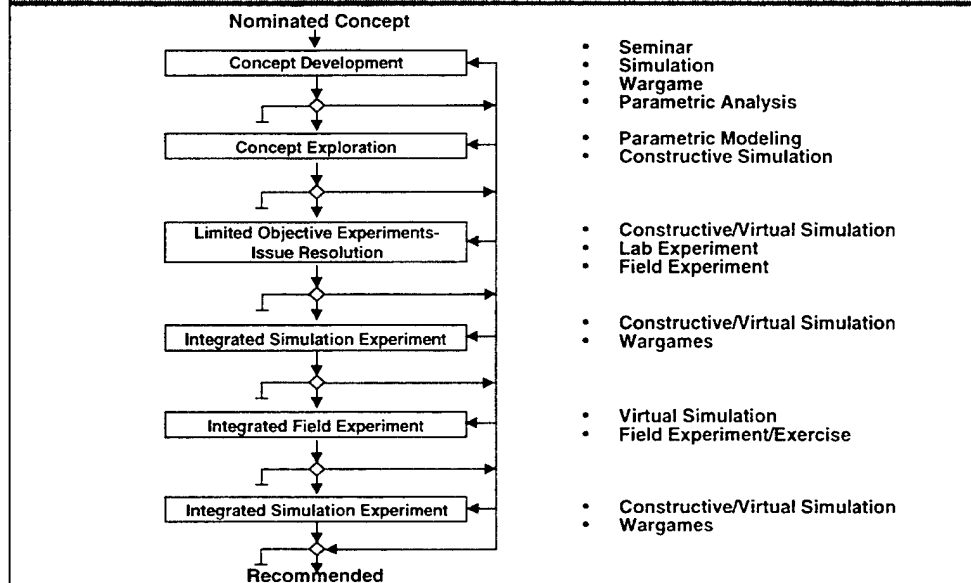 Nominated Concept
Concept Development
• Seminar
• Simulation
• Wargame
• Parametric Analysis
Concept Exploration
• Parametric Modeling
• Constructive Simulation
Limited Objective Experiments-
Issue Resolution
• Constructive/Virtual Simulation
• Lab Experiment
• Field Experiment
Integrated Simulation Experiment
• Constructive/Virtual Simulation
• Wargames
Integrated Field Experiment
• Virtual Simulation
• Field Experiment/Exercise
Integrated Simulation Experiment
• Constructive/Virtual Simulation
• Wargames
Recommended